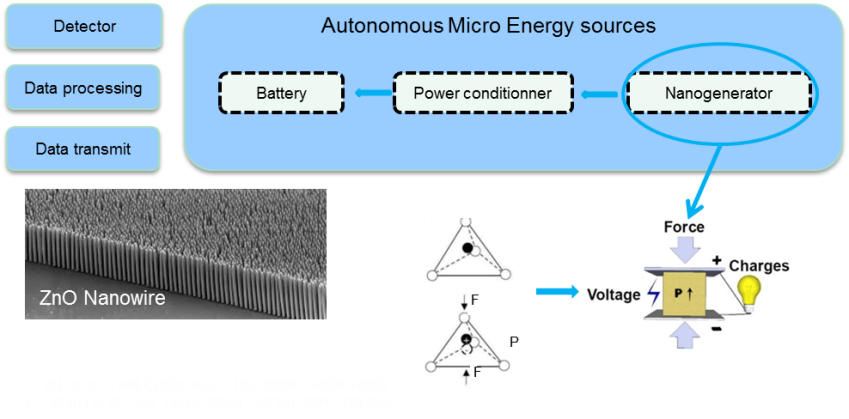 Detector
Autonomous Micro Energy sources
Data processing
Battery
Power conditionner
Nanogenerator
Data transmit
ZnO Nanowire
F
P
F
Force
+
Charges
Voltage
P ↑
−